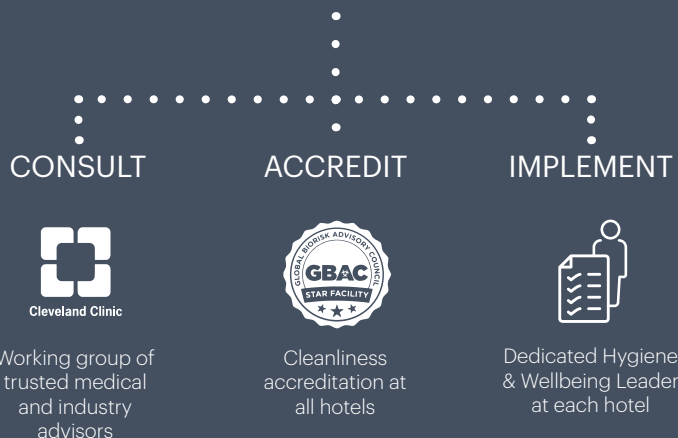 CONSULT
ACCREDIT
IMPLEMENT
Cleveland Clinic
GLOBAL BIORISK ADVISORY COUNCIL
GBAC
STAR FACILITY
Working group of
trusted medical
and industry
advisors
Cleanliness
accreditation at
all hotels
Dedicated Hygiene
& Wellbeing Leader
at each hotel